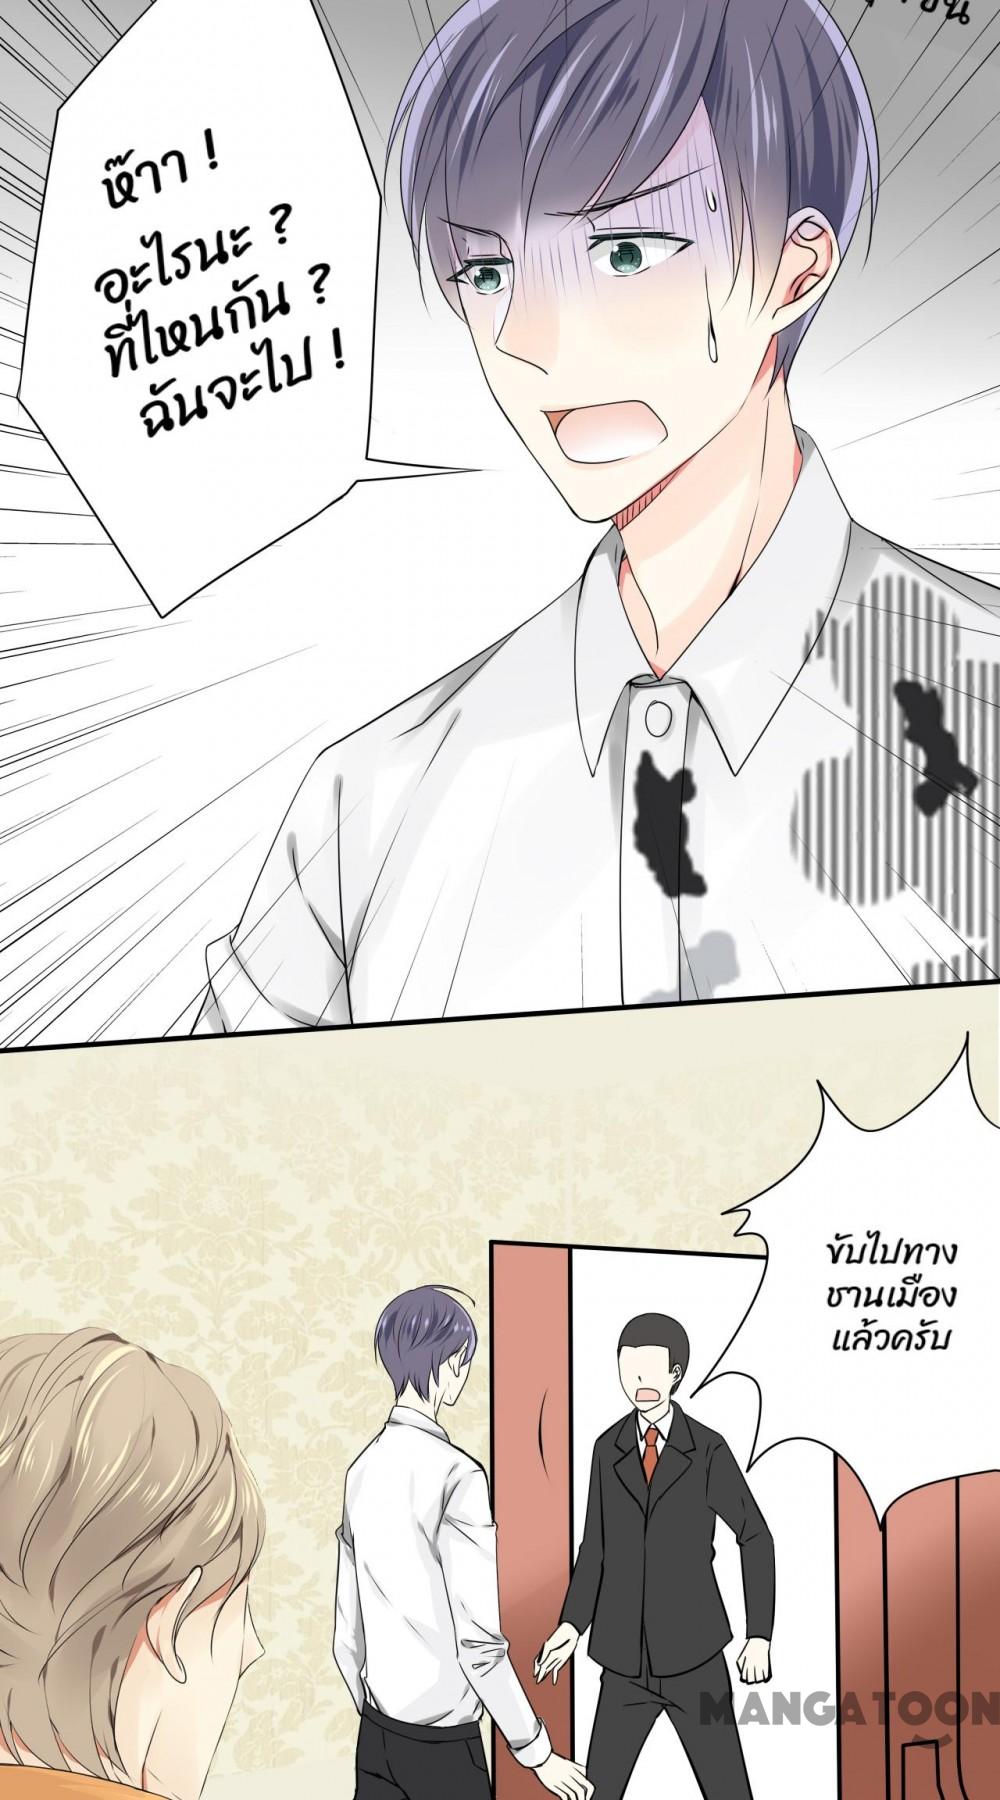 ห๊าา !
อะไรนะ ?
ที่ไหนกัน ?
ฉันจะไป !
ขับไปทาง
ชานเมือง
แล้วครับ
MANGATOON